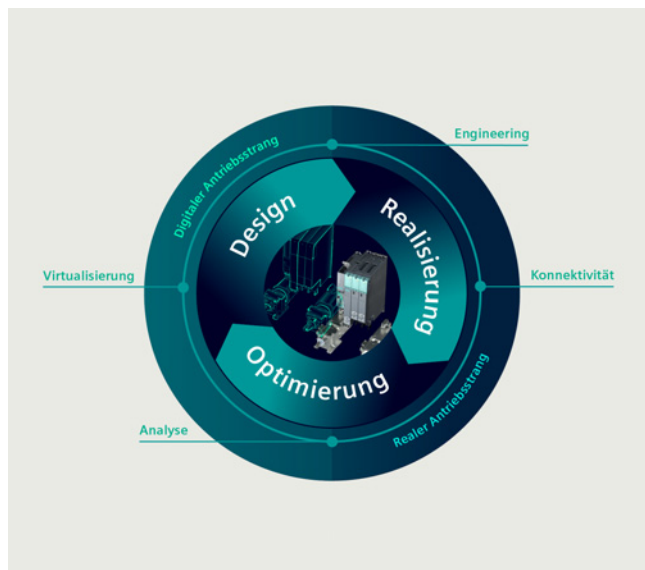 Engineering
Digitaler Antriebsstrang
Design
Realisierung
Virtualisierung
Konnektivität
Optimierung
Realer Antriebsstrang
Analyse